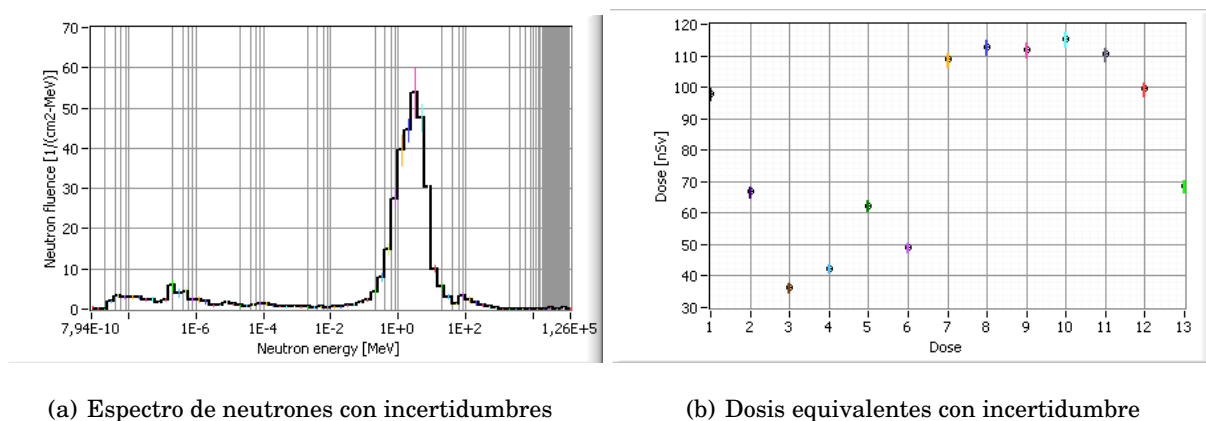 70
60
50
40
30
20
10
0
Neutron fluence [1/(cm2-MeV)]
7,94E-10 1E-6 1E-4 1E-2 1E+0 1E+2 1,26E+5
Neutron energy [MeV]
120
110
100
90
80
70
60
50
40
30
Dose [nSv]
1 2 3 4 5 6 7 8 9 10 11 12 13
Dose
(a) Espectro de neutrones con incertidumbres
(b) Dosis equivalentes con incertidumbre